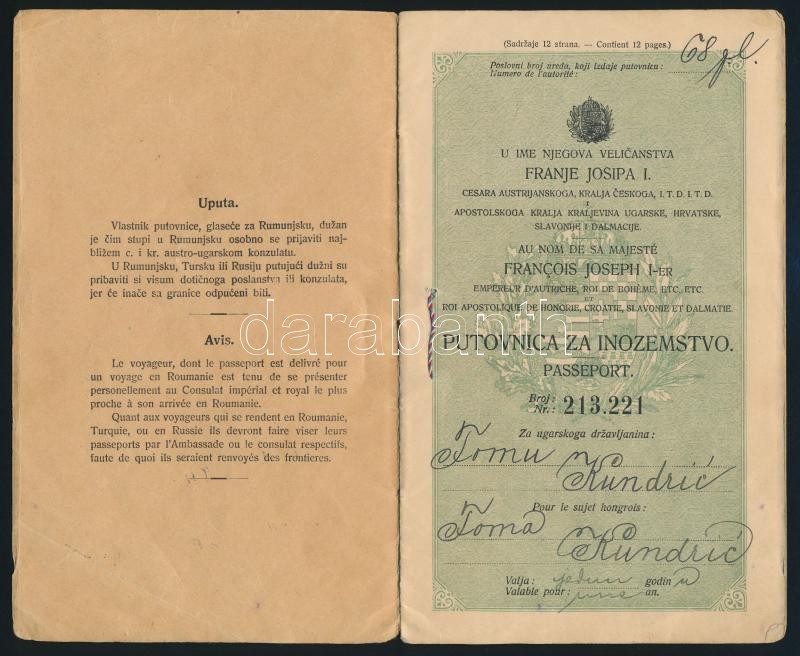 Uputa.
Vlastnik putovnice, glaseće za Rumunjsku, dužan
je čim stupi u Rumunjsku osobno se prijaviti naj-
bližem c. i kr. austro-ugarskom konzulatu.
U Rumunjsku, Tursku ili Rusiju putujući dužni su
pribaviti si visum dotičnoga poslanstva ili konzulata,
jer će inače sa granice odpućeni biti.
Avis.
Le voyageur, dont le passeport est delivré pour
un voyage en Roumanie est tenu de se présenter
personellement au Consulat impérial et royal le plus
proche à son arrivée en Roumanie.
Quant aux voyageurs qui se rendent en Roumanie,
Turquie, ou en Russie ils devront faire viser leurs
passeports par l'Ambassade ou le consulat respectifs,
faute de quoi ils seraient renvoyés des frontieres.
(Sadržaje 12 strana. — Contient 12 pages.)
Poslovni broj ureda, koji izdaje putovnicu:
Numero de l'autorité:
68
U IME NJEGOVA VELIČANSTVA
FRANJE JOSIPA I.
CESARA AUSTRIJANSKOGA, KRALJA ČESKOGA, I. T. D. I. T. D.
I
APOSTOLSKOGA KRALJA KRALJEVINA UGARSKE, HRVATSKE,
SLAVONIJE I DALMACIJE.
AU NOM DE SA MAJESTÉ
FRANÇOIS JOSEPH I-ER
EMPEREUR D'AUTRICHE, ROI DE BOHÈME, ETC. ETC.
ET
ROI APOSTOLIQUE DE HONGRIE, CROATIE, SLAVONIE ET DALMATIE.
PUTOVNICA ZA INOZEMSTVO.
PASSEPORT.
Broj:
Nr.: 213.221
Za ugarskoga državljanina:
Tomu
Kundrić
Pour le sujet hongrois:
Toma
Kundrić
Valja: jednu godinu
Valable pour: une an.
darabanth